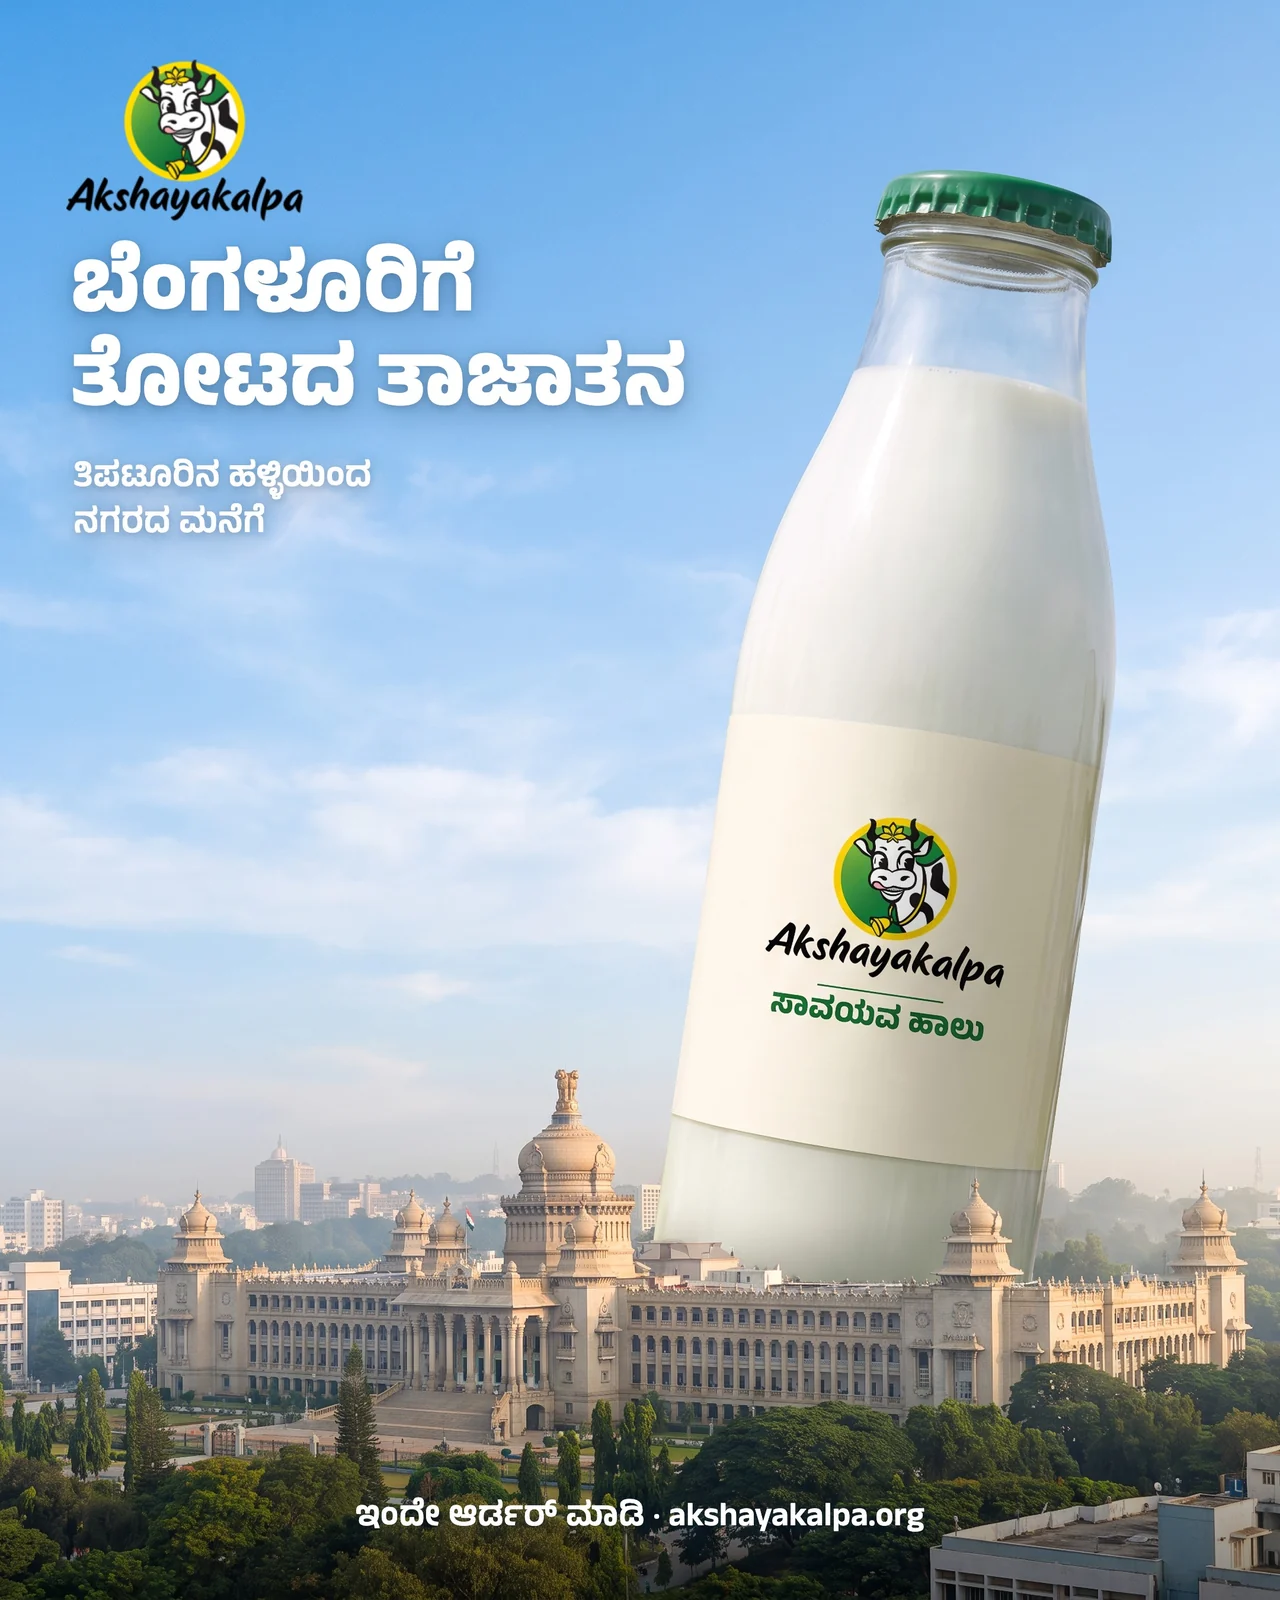 Akshayakalpa
ಬೆಂಗಳೂರಿಗೆ
ತೋಟದ ತಾಜಾತನ
ತಿಪಟೂರಿನ ಹಳ್ಳಿಯಿಂದ
ನಗರದ ಮನೆಗೆ
Akshayakalpa
ಸಾವಯವ ಹಾಲು
ಇಂದೇ ಆರ್ಡರ್ ಮಾಡಿ · akshayakalpa.org